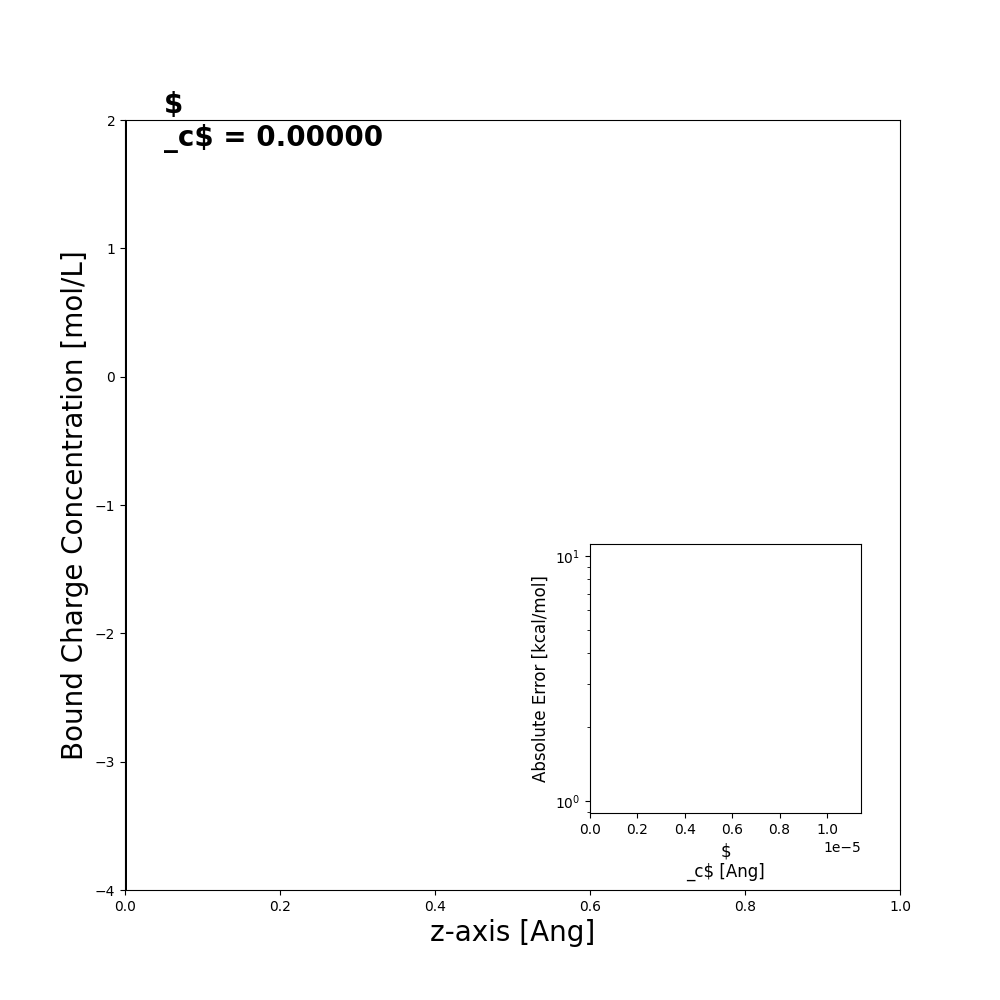 $
_c$ = 0.00000
2
1
0
−1
−2
−3
−4
Bound Charge Concentration [mol/L]
0.0 0.2 0.4 0.6 0.8 1.0
z-axis [Ang]
10¹
10⁰
Absolute Error [kcal/mol]
0.0 0.2 0.4 0.6 0.8 1.0
1e−5
$
_c$ [Ang]